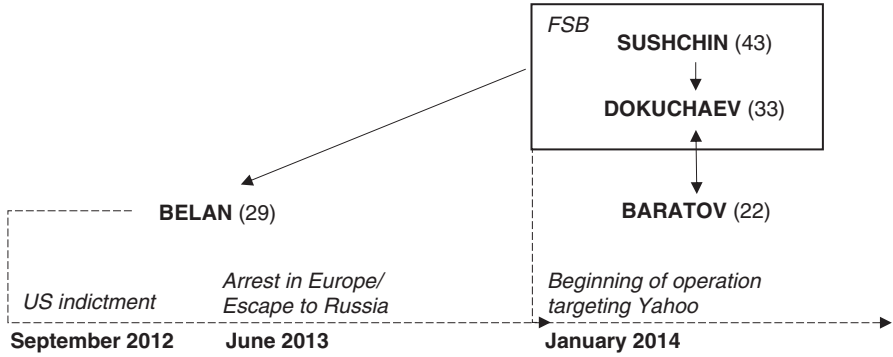 FSB
SUSHCHIN (43)
DOKUCHAEV (33)
BELAN (29)
BARATOV (22)
US indictment
Arrest in Europe/
Escape to Russia
Beginning of operation
targeting Yahoo
September 2012
June 2013
January 2014